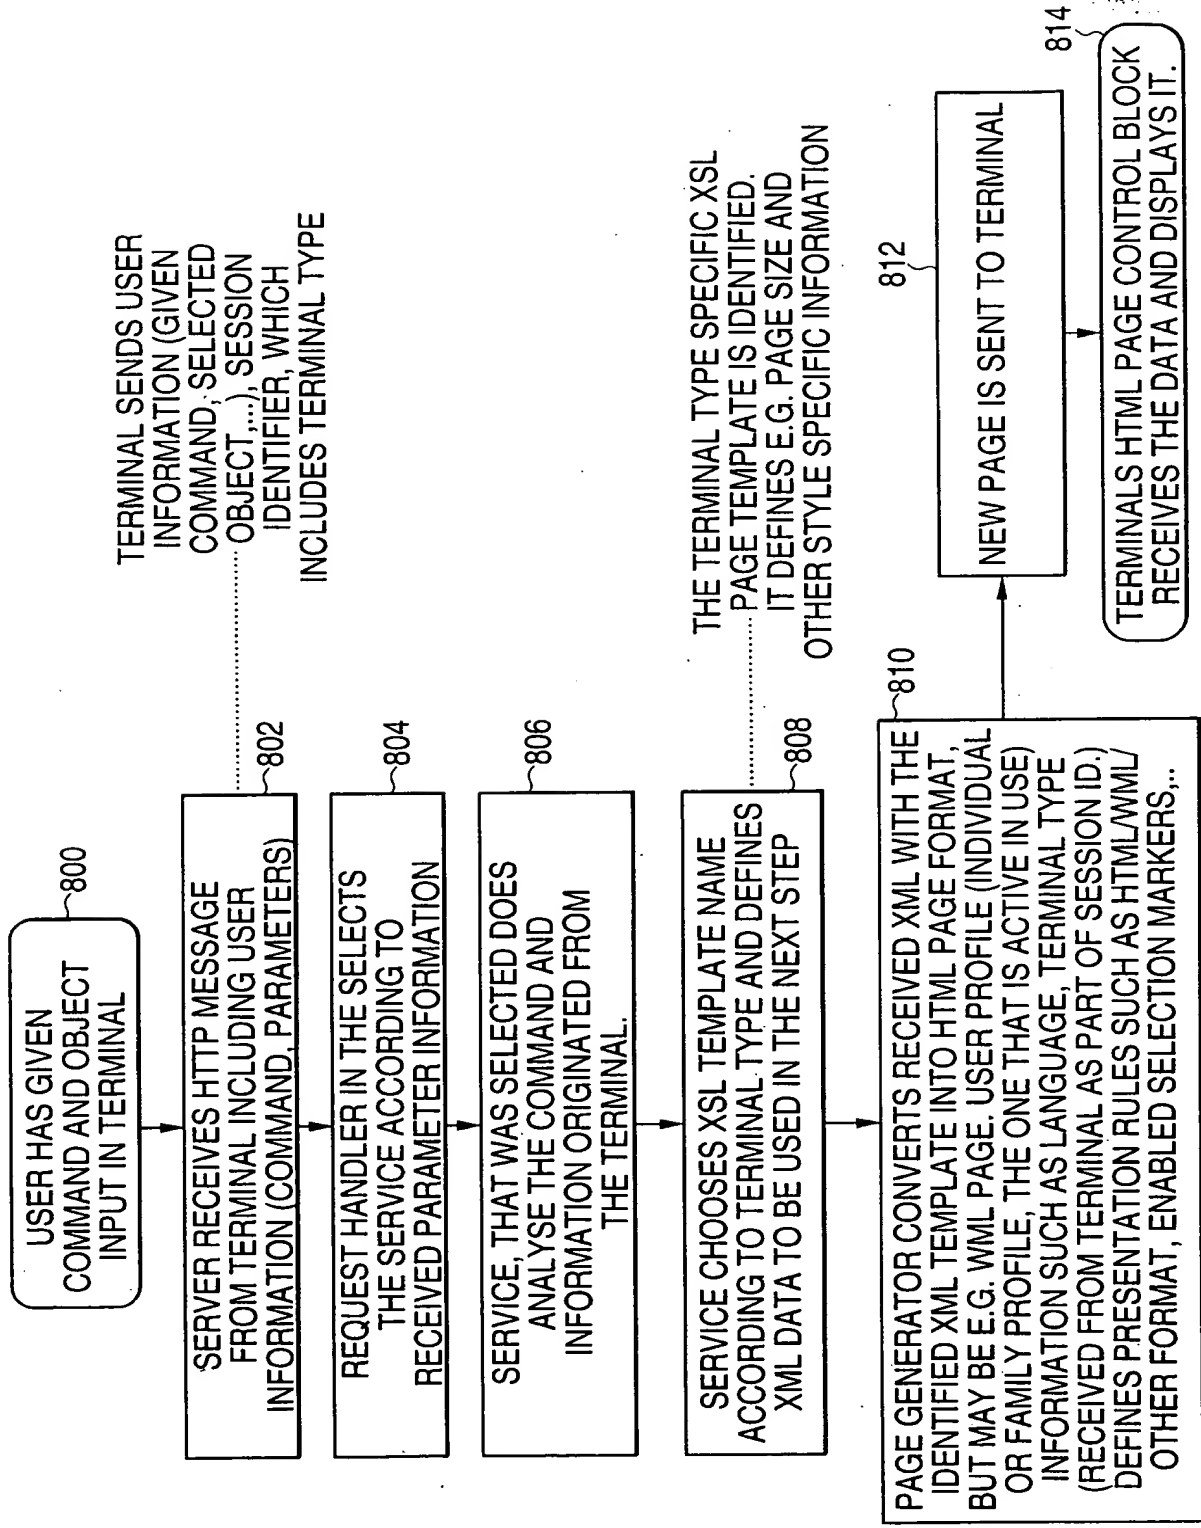 USER HAS GIVEN
COMMAND AND OBJECT
INPUT IN TERMINAL
800
SERVER RECEIVES HTTP MESSAGE
FROM TERMINAL INCLUDING USER
INFORMATION (COMMAND, PARAMETERS)
802
TERMINAL SENDS USER
INFORMATION (GIVEN
COMMAND, SELECTED
OBJECT,...), SESSION
IDENTIFIER, WHICH
INCLUDES TERMINAL TYPE
REQUEST HANDLER IN THE SELECTS
THE SERVICE ACCORDING TO
RECEIVED PARAMETER INFORMATION
804
SERVICE, THAT WAS SELECTED DOES
ANALYSE THE COMMAND AND
INFORMATION ORIGINATED FROM
THE TERMINAL.
806
SERVICE CHOOSES XSL TEMPLATE NAME
ACCORDING TO TERMINAL TYPE AND DEFINES
XML DATA TO BE USED IN THE NEXT STEP
808
THE TERMINAL TYPE SPECIFIC XSL
PAGE TEMPLATE IS IDENTIFIED.
IT DEFINES E.G. PAGE SIZE AND
OTHER STYLE SPECIFIC INFORMATION
PAGE GENERATOR CONVERTS RECEIVED XML WITH THE
IDENTIFIED XML TEMPLATE INTO HTML PAGE FORMAT,
BUT MAY BE E.G. WML PAGE. USER PROFILE (INDIVIDUAL
OR FAMILY PROFILE, THE ONE THAT IS ACTIVE IN USE)
INFORMATION SUCH AS LANGUAGE, TERMINAL TYPE
(RECEIVED FROM TERMINAL AS PART OF SESSION ID.)
DEFINES PRESENTATION RULES SUCH AS HTML/WML/
OTHER FORMAT, ENABLED SELECTION MARKERS,..
810
NEW PAGE IS SENT TO TERMINAL
812
TERMINALS HTML PAGE CONTROL BLOCK
RECEIVES THE DATA AND DISPLAYS IT.
814